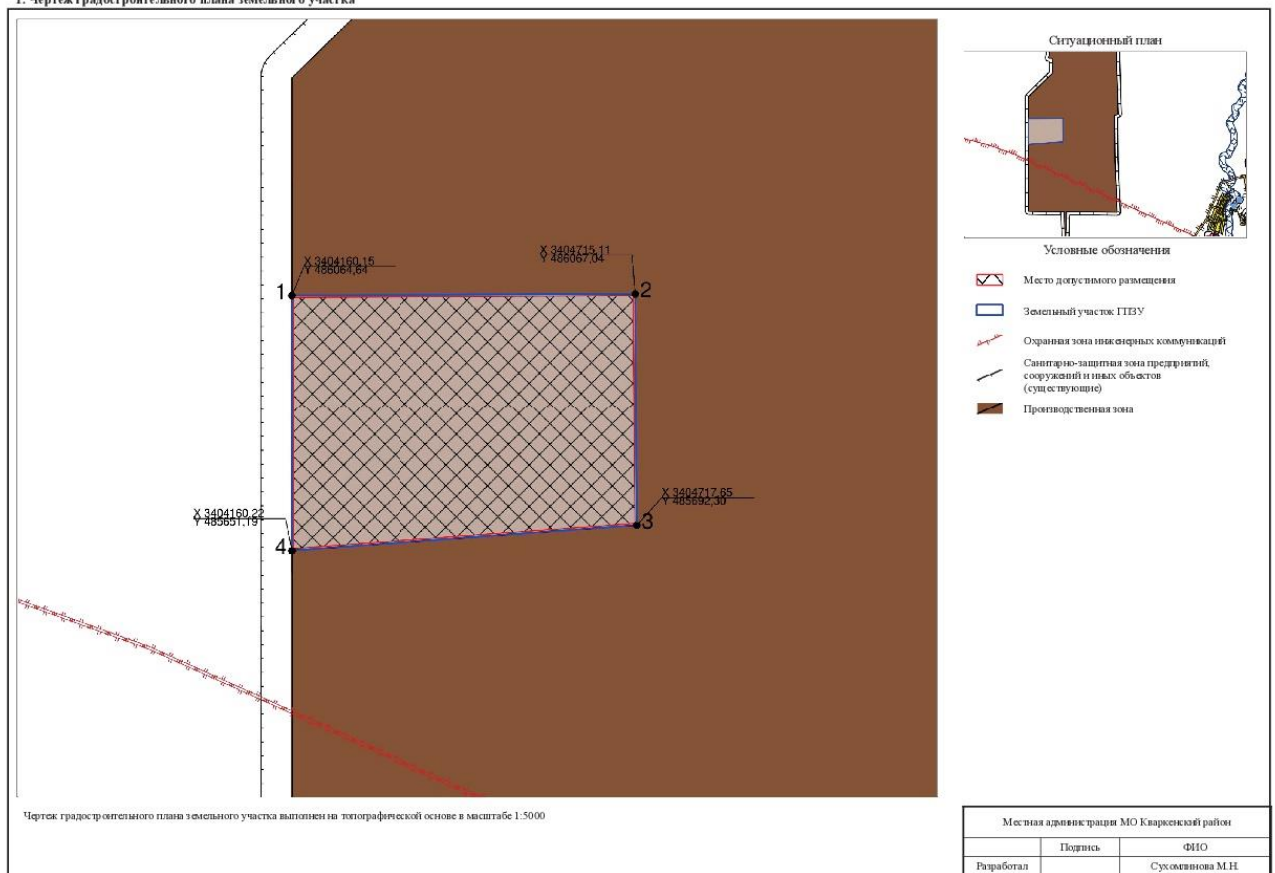 1. Чертеж градостроительного плана земельного участка
X 3404160,15
Y 486064,64
X 3404715,11
Y 486067,04
1
2
X 3404717,65
Y 485692,30
3
X 3404160,22
Y 485651,19
4
Чертеж градостроительного плана земельного участка выполнен на топографической основе в масштабе 1:5000
Ситуационный план
Условные обозначения
Место допустимого размещения
Земельный участок ГПЗУ
Охранная зона инженерных коммуникаций
Санитарно-защитная зона предприятий,
сооружений и иных объектов
(существующие)
Производственная зона
Местная администрация МО Кваркенский район
Подпись ФИО
Разработал Сухомлинова М.Н.